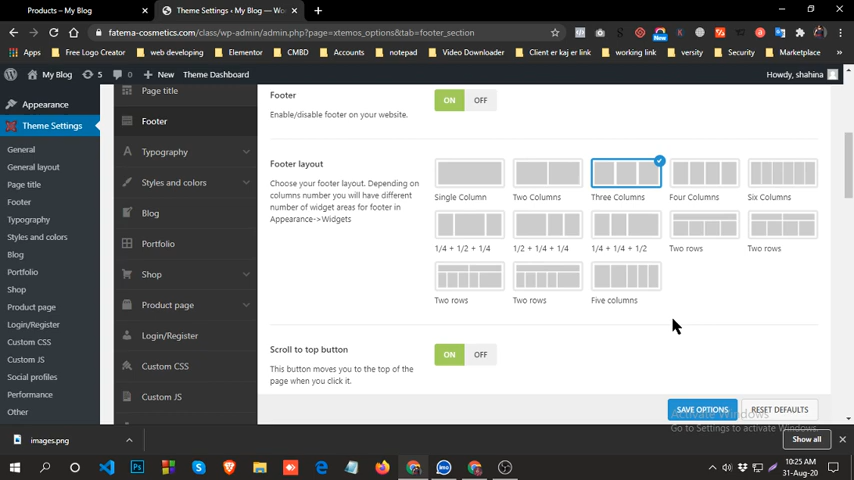 Products – My Blog
Theme Settings ‹ My Blog — Wo
fatema-cosmetics.com/class/wp-admin/admin.php?page=xtemos_options&tab=footer_section
Apps
Free Logo Creator
web developing
Elementor
CMBD
Accounts
notepad
Video Downloader
Client er kaj er link
working link
versity
Security
Marketplace
»
My Blog
5
0
New
Theme Dashboard
Howdy, shahina
Appearance
Theme Settings
General
General layout
Page title
Footer
Typography
Styles and colors
Blog
Portfolio
Shop
Product page
Login/Register
Custom CSS
Custom JS
Social profiles
Performance
Other
Page title
Footer
Typography
Styles and colors
Blog
Portfolio
Shop
Product page
Login/Register
Custom CSS
Custom JS
Footer
Enable/disable footer on your website.
ON
OFF
Footer layout
Choose your footer layout. Depending on
columns number you will have different
number of widget areas for footer in
Appearance->Widgets
Single Column
Two Columns
Three Columns
Four Columns
Six Columns
1/4 + 1/2 + 1/4
1/2 + 1/4 + 1/4
1/4 + 1/4 + 1/2
Two rows
Two rows
Two rows
Two rows
Five columns
Scroll to top button
This button moves you to the top of the
page when you click it.
ON
OFF
SAVE OPTIONS
RESET DEFAULTS
Activate Windows
Go to Settings to activate Windows.
images.png
Show all
10:25 AM
31-Aug-20